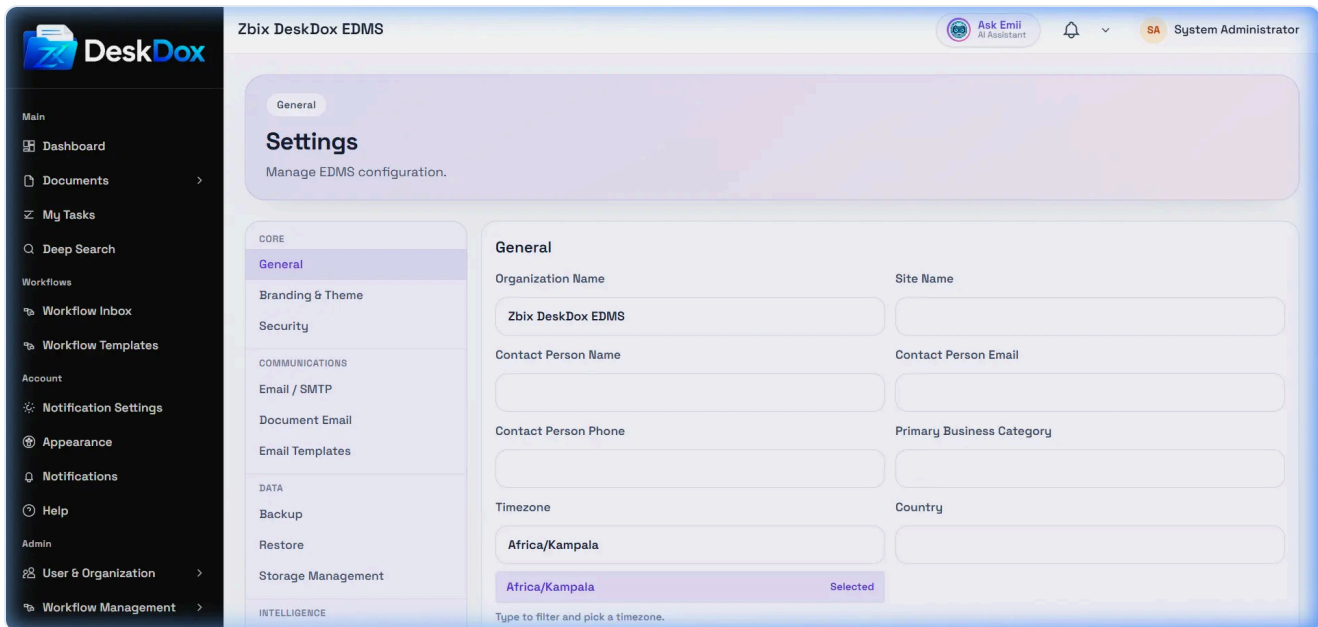 DeskDox
Zbix DeskDox EDMS
Ask Emii
AI Assistant
SA
System Administrator
Main
Dashboard
Documents
My Tasks
Deep Search
Workflows
Workflow Inbox
Workflow Templates
Account
Notification Settings
Appearance
Notifications
Help
Admin
User & Organization
Workflow Management
General
Settings
Manage EDMS configuration.
CORE
General
Branding & Theme
Security
COMMUNICATIONS
Email / SMTP
Document Email
Email Templates
DATA
Backup
Restore
Storage Management
INTELLIGENCE
General
Organization Name
Site Name
Zbix DeskDox EDMS
Contact Person Name
Contact Person Email
Contact Person Phone
Primary Business Category
Timezone
Country
Africa/Kampala
Africa/Kampala Selected
Type to filter and pick a timezone.